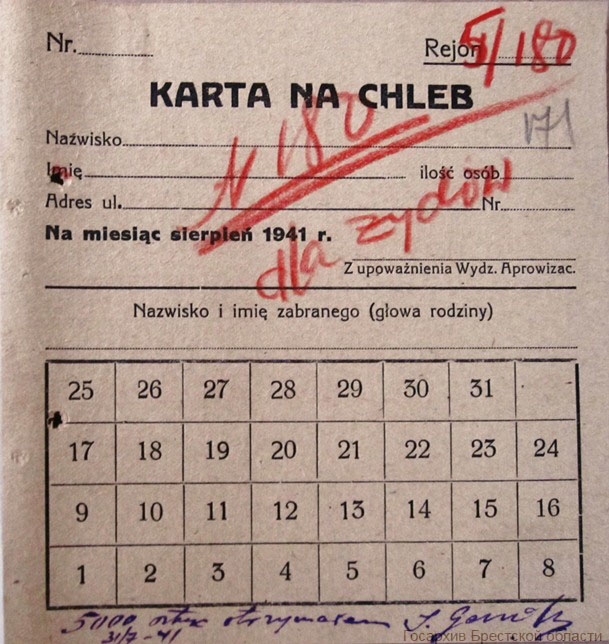 Nr.
Rejon 5/180
KARTA NA CHLEB
171
Nazwisko
N 180
Imię ilość osób
Adres ul. Nr.
dla zydów
Na miesiąc sierpień 1941 r.
Z upoważnienia Wydz. Aprowizac.
Nazwisko i imię zabranego (głowa rodziny)
25 26 27 28 29 30 31
17 18 19 20 21 22 23 24
9 10 11 12 13 14 15 16
1 2 3 4 5 6 7 8
5000 otrzymałem
31/7-41
Госархив Брестской области